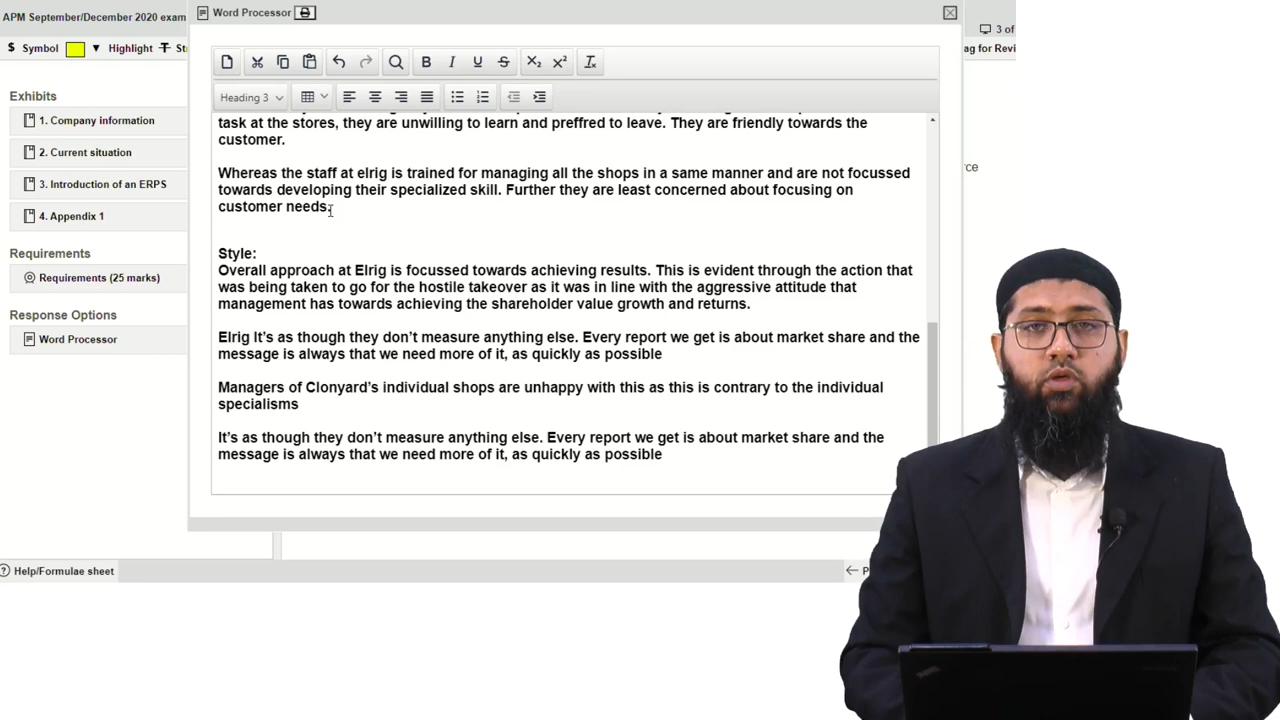 APM September/December 2020 exam
Word Processor
3 of
Symbol
Highlight
ag for Revi
Heading 3
Exhibits
1. Company information
2. Current situation
3. Introduction of an ERPS
4. Appendix 1
Requirements
Requirements (25 marks)
Response Options
Word Processor
task at the stores, they are unwilling to learn and preffred to leave. They are friendly towards the
customer.
Whereas the staff at elrig is trained for managing all the shops in a same manner and are not focussed
towards developing their specialized skill. Further they are least concerned about focusing on
customer needs.
Style:
Overall approach at Elrig is focussed towards achieving results. This is evident through the action that
was being taken to go for the hostile takeover as it was in line with the aggressive attitude that
management has towards achieving the shareholder value growth and returns.
Elrig It's as though they don't measure anything else. Every report we get is about market share and the
message is always that we need more of it, as quickly as possible
Managers of Clonyard's individual shops are unhappy with this as this is contrary to the individual
specialisms
It's as though they don't measure anything else. Every report we get is about market share and the
message is always that we need more of it, as quickly as possible
Help/Formulae sheet